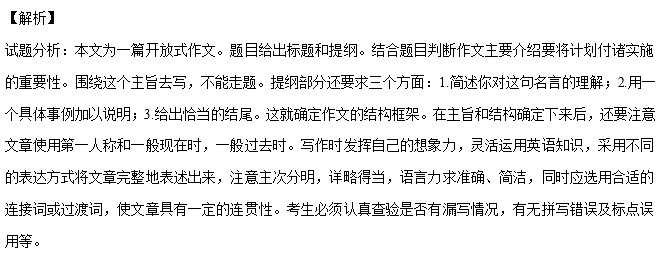 【解析】
试题分析：本文为一篇开放式作文。题目给出标题和提纲。结合题目判断作文主要介绍要将计划付诸实施
的重要性。围绕这个主旨去写，不能走题。提纲部分还要求三个方面：1.简述你对这句名言的理解；2.用一
个具体事例加以说明；3.给出恰当的结尾。这就确定作文的结构框架。在主旨和结构确定下来后，还要注意
文章使用第一人称和一般现在时，一般过去时。写作时发挥自己的想象力，灵活运用英语知识，采用不同
的表达方式将文章完整地表述出来，注意主次分明，详略得当，语言力求准确、简洁，同时应选用合适的
连接词或过渡词，使文章具有一定的连贯性。考生必须认真查验是否有漏写情况，有无拼写错误及标点误
用等。